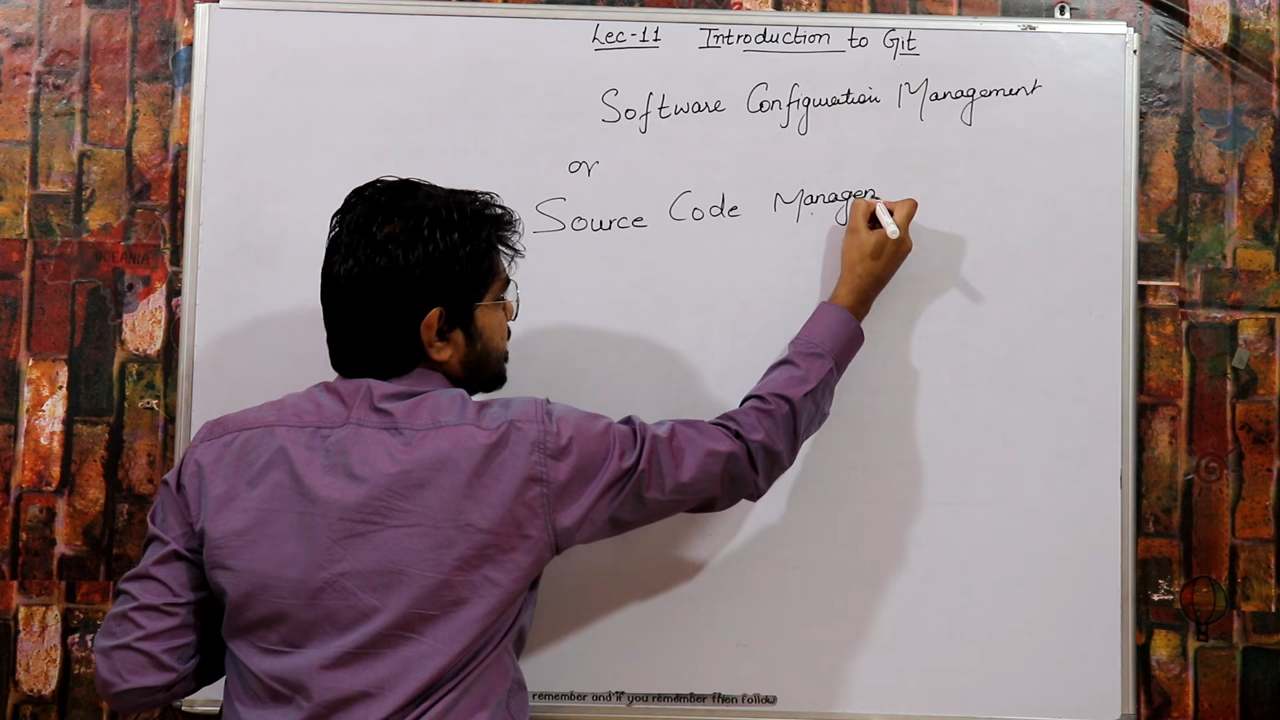 Lec-11 Introduction to Git
Software Configuration Management
or
Source Code Managem
OCEANIA
remember and if you remember then follow